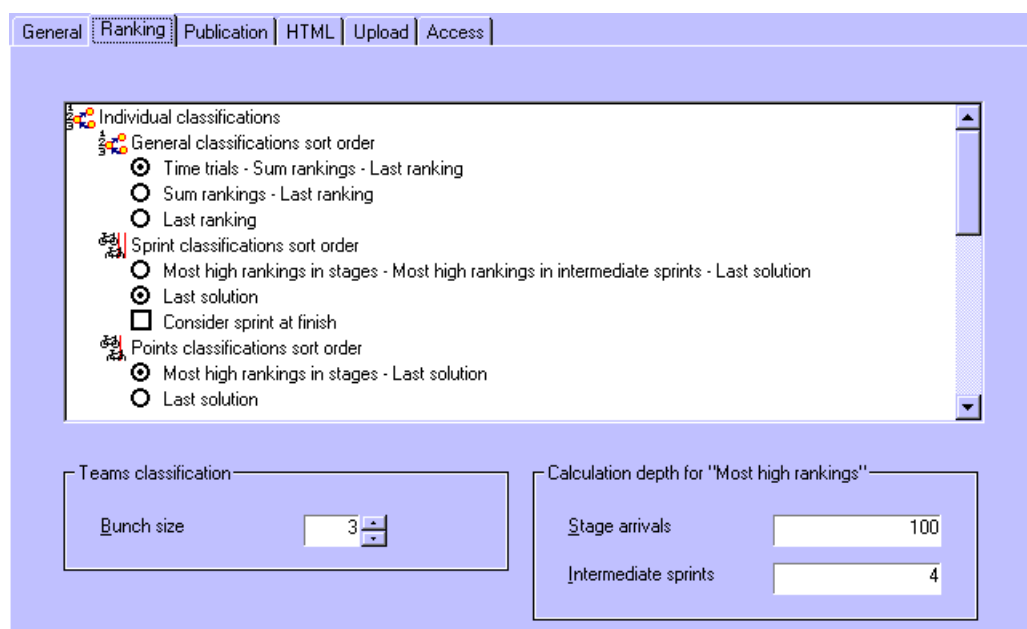 General Ranking Publication HTML Upload Access
Individual classifications
General classifications sort order
Time trials - Sum rankings - Last ranking
Sum rankings - Last ranking
Last ranking
Sprint classifications sort order
Most high rankings in stages - Most high rankings in intermediate sprints - Last solution
Last solution
Consider sprint at finish
Points classifications sort order
Most high rankings in stages - Last solution
Last solution
Teams classification
Bunch size 3
Calculation depth for "Most high rankings"
Stage arrivals 100
Intermediate sprints 4